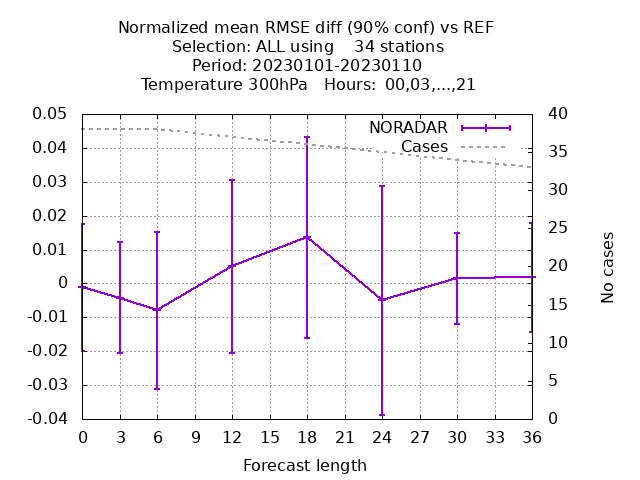 Normalized mean RMSE diff (90% conf) vs REF
Selection: ALL using    34 stations
Period: 20230101-20230110
Temperature 300hPa   Hours: 00,03,...,21
NORADAR
Cases
0.05
0.04
0.03
0.02
0.01
0
-0.01
-0.02
-0.03
-0.04
40
35
30
25
20
15
10
5
0
No cases
0 3 6 9 12 15 18 21 24 27 30 33 36
Forecast length